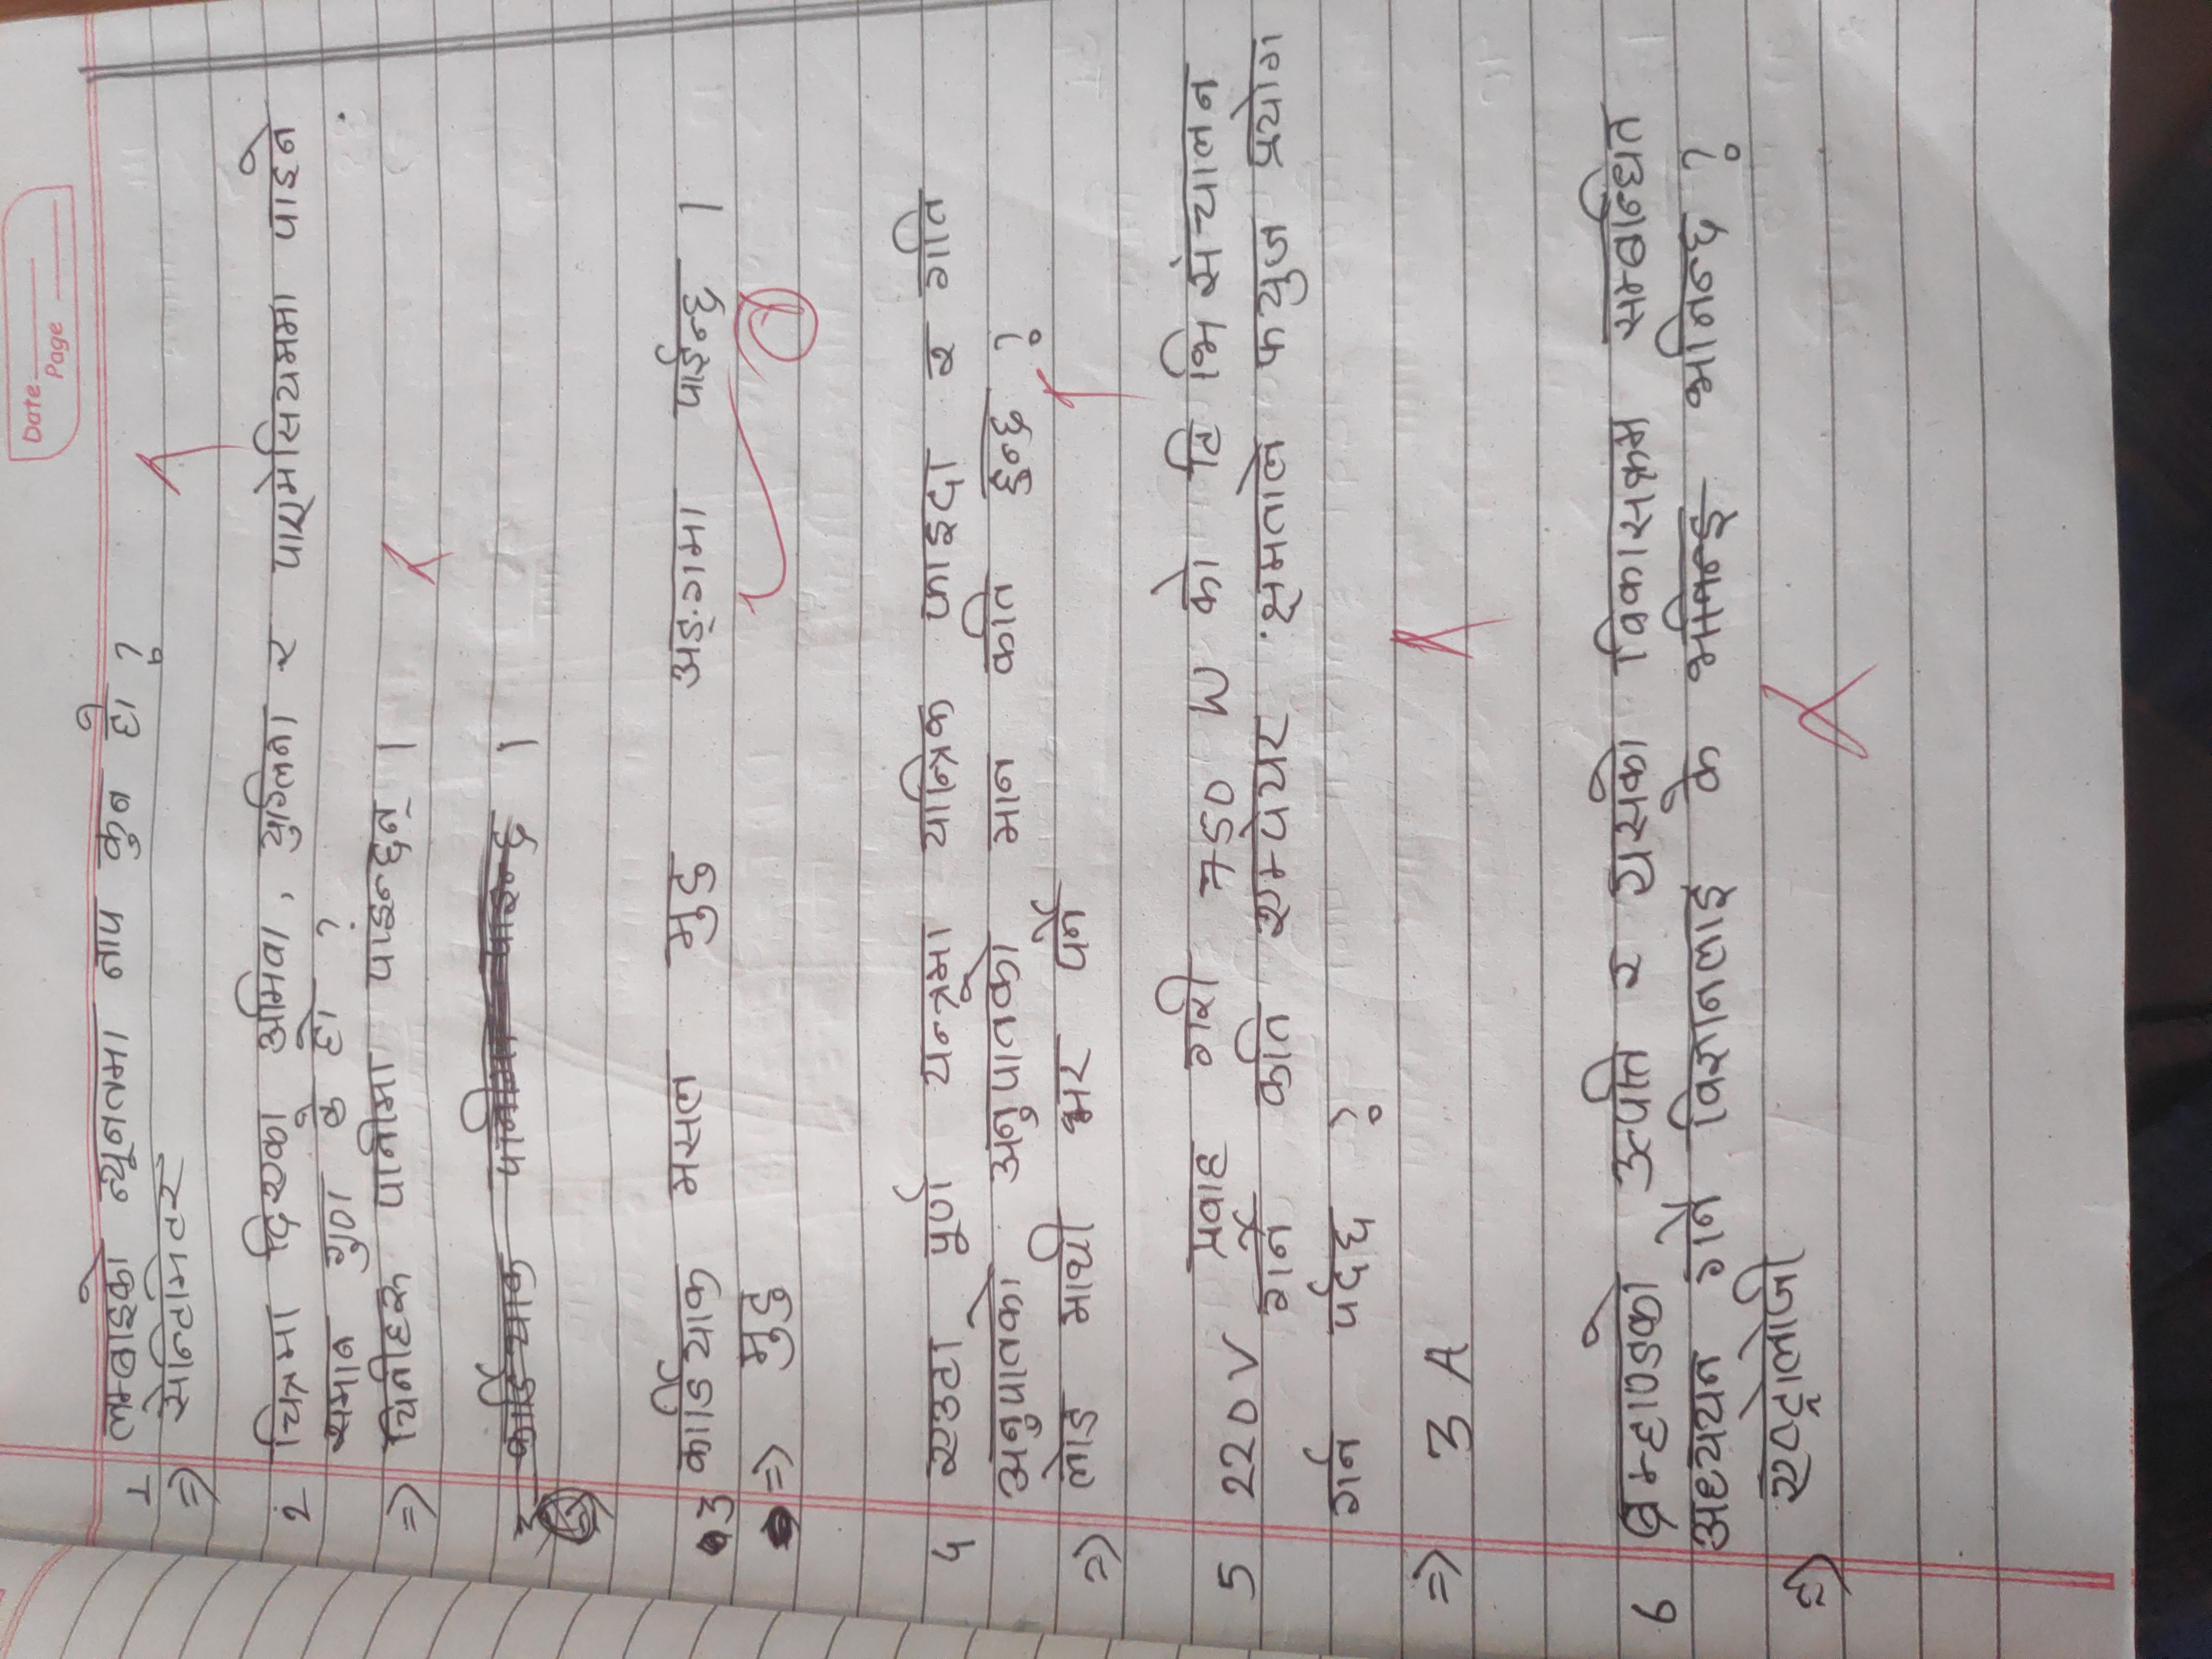 Date
Page
1 लम्बाइको न्यूनतमा नाप कुन हो ?
=> सेन्टिमिटर
2 चित्रमा दिएका अमिवा, युग्लिना र पाएमेसियममा पाइने
समान गुण के हो ?
=> यिनीहरु पानीमा पाइन्छन् ।
3 कार्डियाक पानीमा पाइन्छ ।
3 कार्डियाक मसल मुटु अङ्गमा पाईन्छ ।
=> मुटु
4 एउटा पूर्ण यन्त्रमा यान्त्रिक फाइदा र गति
अनुपातको अनुपातको मान कति हुन्छ ?
=> लोड माथी भर पर्ने
5 220V प्रवाह गरी 750 W को टि भि संचालन
गर्ने कति एम्पेयर क्षमताले फयुज प्रयोग
गर्न पर्दछ ?
=> 3 A
6 ब्रम्हाण्डको उत्पत्ति र यसको विकासक्रम सम्बन्धित
अध्ययन गर्ने विज्ञानलाइ के भनिन्छ ?
=> एष्ट्रोलोजी